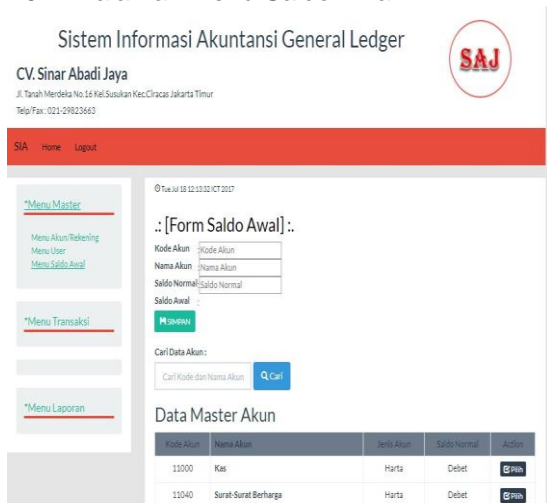 Sistem Informasi Akuntansi General Ledger
SAJ
CV. Sinar Abadi Jaya
Jl. Tanah Merdeka No.16 Kel.Susukan Kec.Ciracas Jakarta Timur
Telp/Fax : 021-29823663
SIA Home Logout
*Menu Master
Menu Akun/Rekening
Menu User
Menu Saldo Awal
*Menu Transaksi
*Menu Laporan
Tue Jul 18 12:13:32 ICT 2017
.: [Form Saldo Awal] :.
Kode Akun :Kode Akun
Nama Akun :Nama Akun
Saldo Normal:Saldo Normal
Saldo Awal :
SIMPAN
Cari Data Akun :
Cari Kode dan Nama Akun Cari
Data Master Akun
Kode Akun Nama Akun Jenis Akun Saldo Normal Action
11000 Kas Harta Debet Pilih
11040 Surat-Surat Berharga Harta Debet Pilih